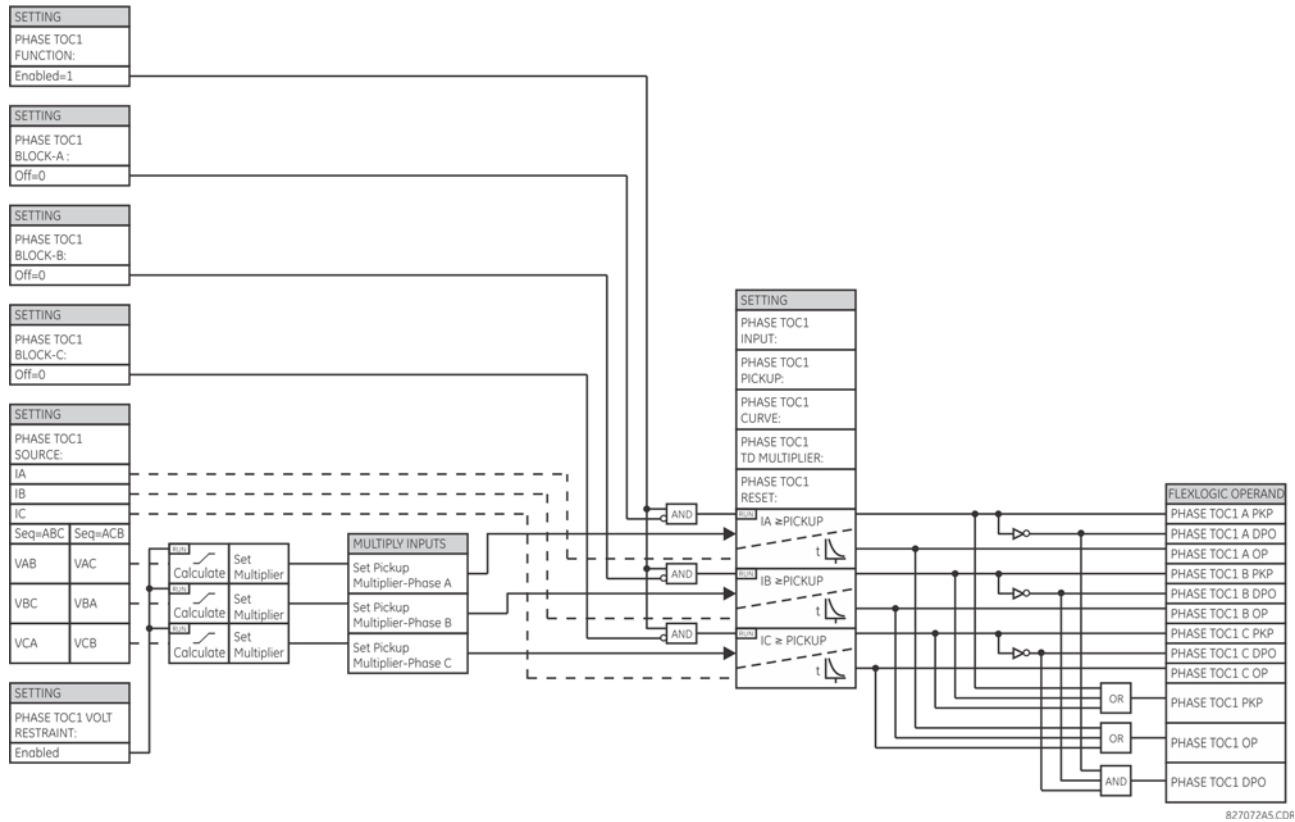 SETTING
PHASE TOC1
FUNCTION:
Enabled=1
SETTING
PHASE TOC1
BLOCK-A :
Off=0
SETTING
PHASE TOC1
BLOCK-B:
Off=0
SETTING
PHASE TOC1
BLOCK-C:
Off=0
SETTING
PHASE TOC1
SOURCE:
IA
IB
IC
Seq=ABC Seq=ACB
VAB VAC
VBC VBA
VCA VCB
SETTING
PHASE TOC1 VOLT
RESTRAINT:
Enabled
RUN
Calculate
Set
Multiplier
RUN
Calculate
Set
Multiplier
RUN
Calculate
Set
Multiplier
MULTIPLY INPUTS
Set Pickup
Multiplier-Phase A
Set Pickup
Multiplier-Phase B
Set Pickup
Multiplier-Phase C
AND
AND
AND
SETTING
PHASE TOC1
INPUT:
PHASE TOC1
PICKUP:
PHASE TOC1
CURVE:
PHASE TOC1
TD MULTIPLIER:
PHASE TOC1
RESET:
RUN
IA ≥PICKUP
t
RUN
IB ≥PICKUP
t
RUN
IC ≥ PICKUP
t
OR
OR
AND
FLEXLOGIC OPERAND
PHASE TOC1 A PKP
PHASE TOC1 A DPO
PHASE TOC1 A OP
PHASE TOC1 B PKP
PHASE TOC1 B DPO
PHASE TOC1 B OP
PHASE TOC1 C PKP
PHASE TOC1 C DPO
PHASE TOC1 C OP
PHASE TOC1 PKP
PHASE TOC1 OP
PHASE TOC1 DPO
827072A5.CDR